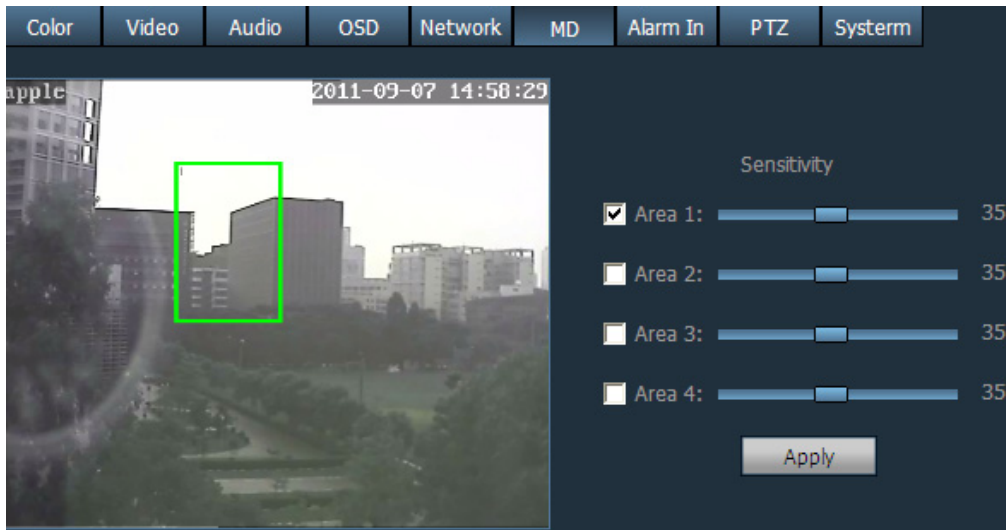 Color Video Audio OSD Network MD Alarm In PTZ Systerm
apple 2011-09-07 14:58:29
Sensitivity
Area 1: 35
Area 2: 35
Area 3: 35
Area 4: 35
Apply